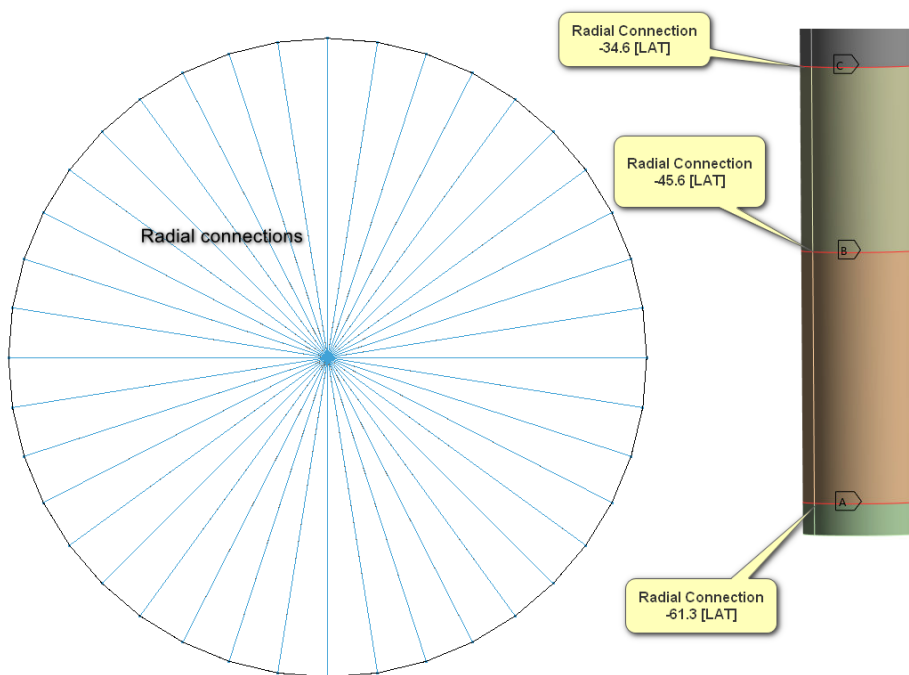 Radial connections
Radial Connection
-34.6 [LAT]
C
Radial Connection
-45.6 [LAT]
B
A
Radial Connection
-61.3 [LAT]